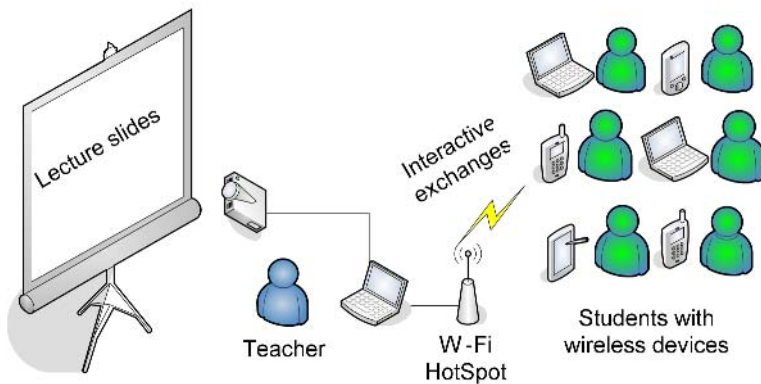 Lecture slides
Interactive
exchanges
Teacher
W-Fi
HotSpot
Students with
wireless devices